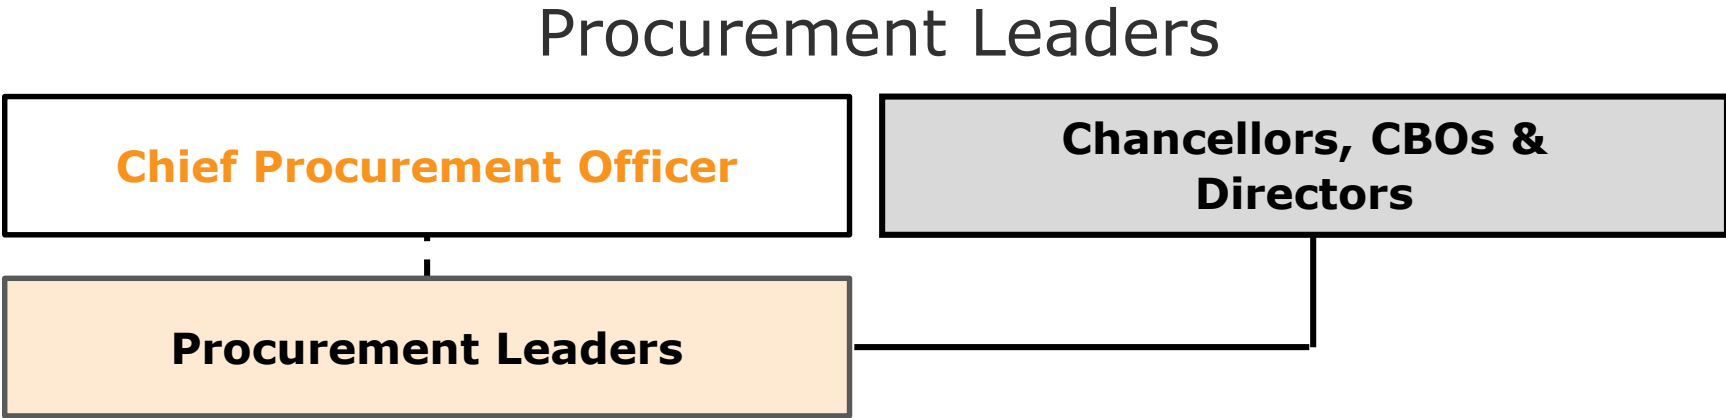 Procurement Leaders
Chief Procurement Officer
Chancellors, CBOs &
Directors
Procurement Leaders